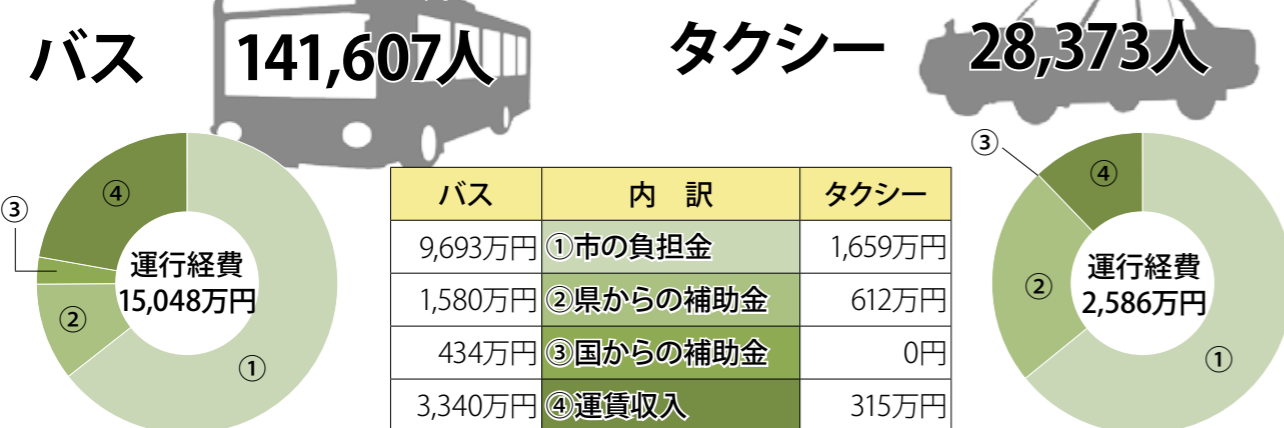 バス 141,607人
タクシー 28,373人
③
④
②
①
運行経費
15,048万円
バス 内 訳 タクシー
9,693万円 ①市の負担金 1,659万円
1,580万円 ②県からの補助金 612万円
434万円 ③国からの補助金 0円
3,340万円 ④運賃収入 315万円
③
④
②
①
運行経費
2,586万円